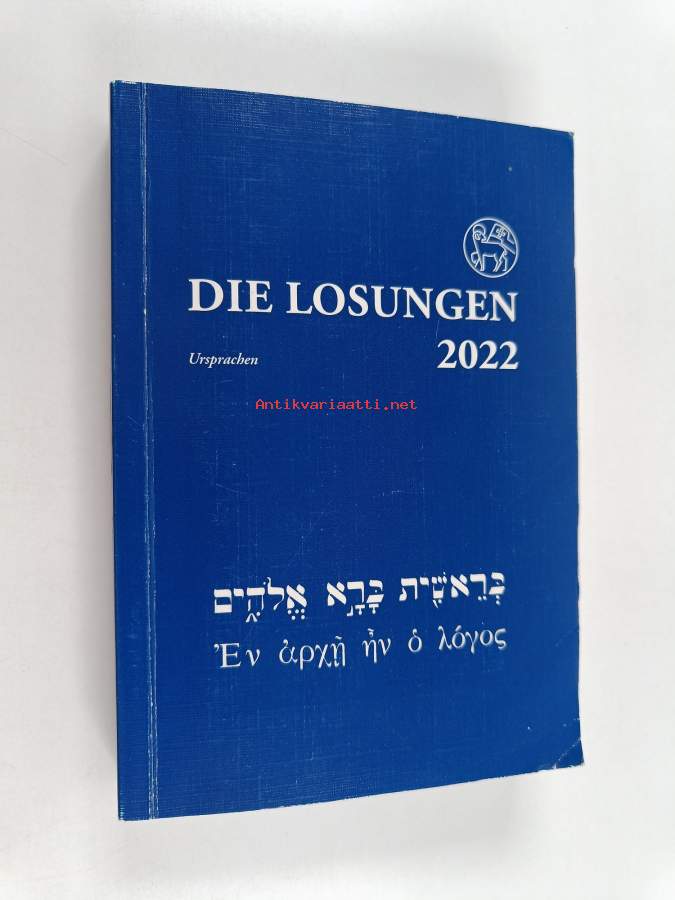 DIE LOSUNGEN
2022
Ursprachen
Antikvariaatti.net
בְּרֵאשִׁ֖ית בָּרָ֣א אֱלֹהִ֑ים
Ἐν ἀρχῇ ἦν ὁ λόγος